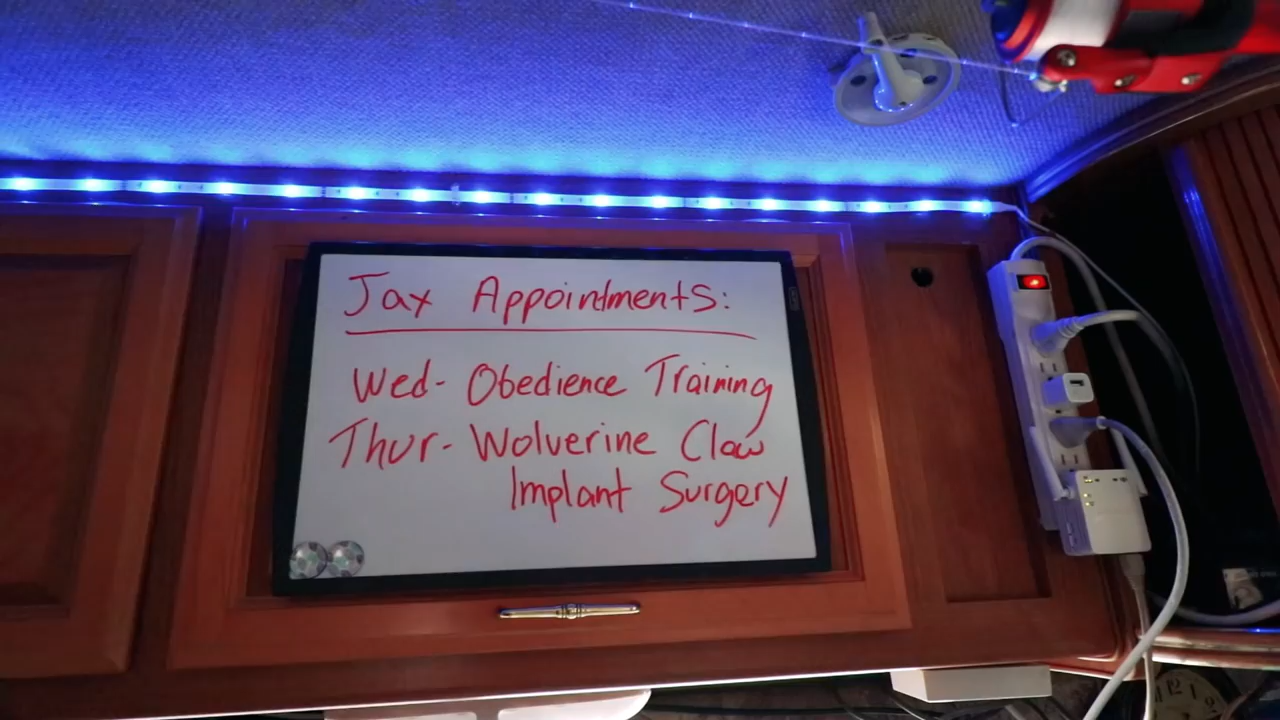 Jax Appointments:
Wed- Obedience Training
Thur- Wolverine Claw
Implant Surgery